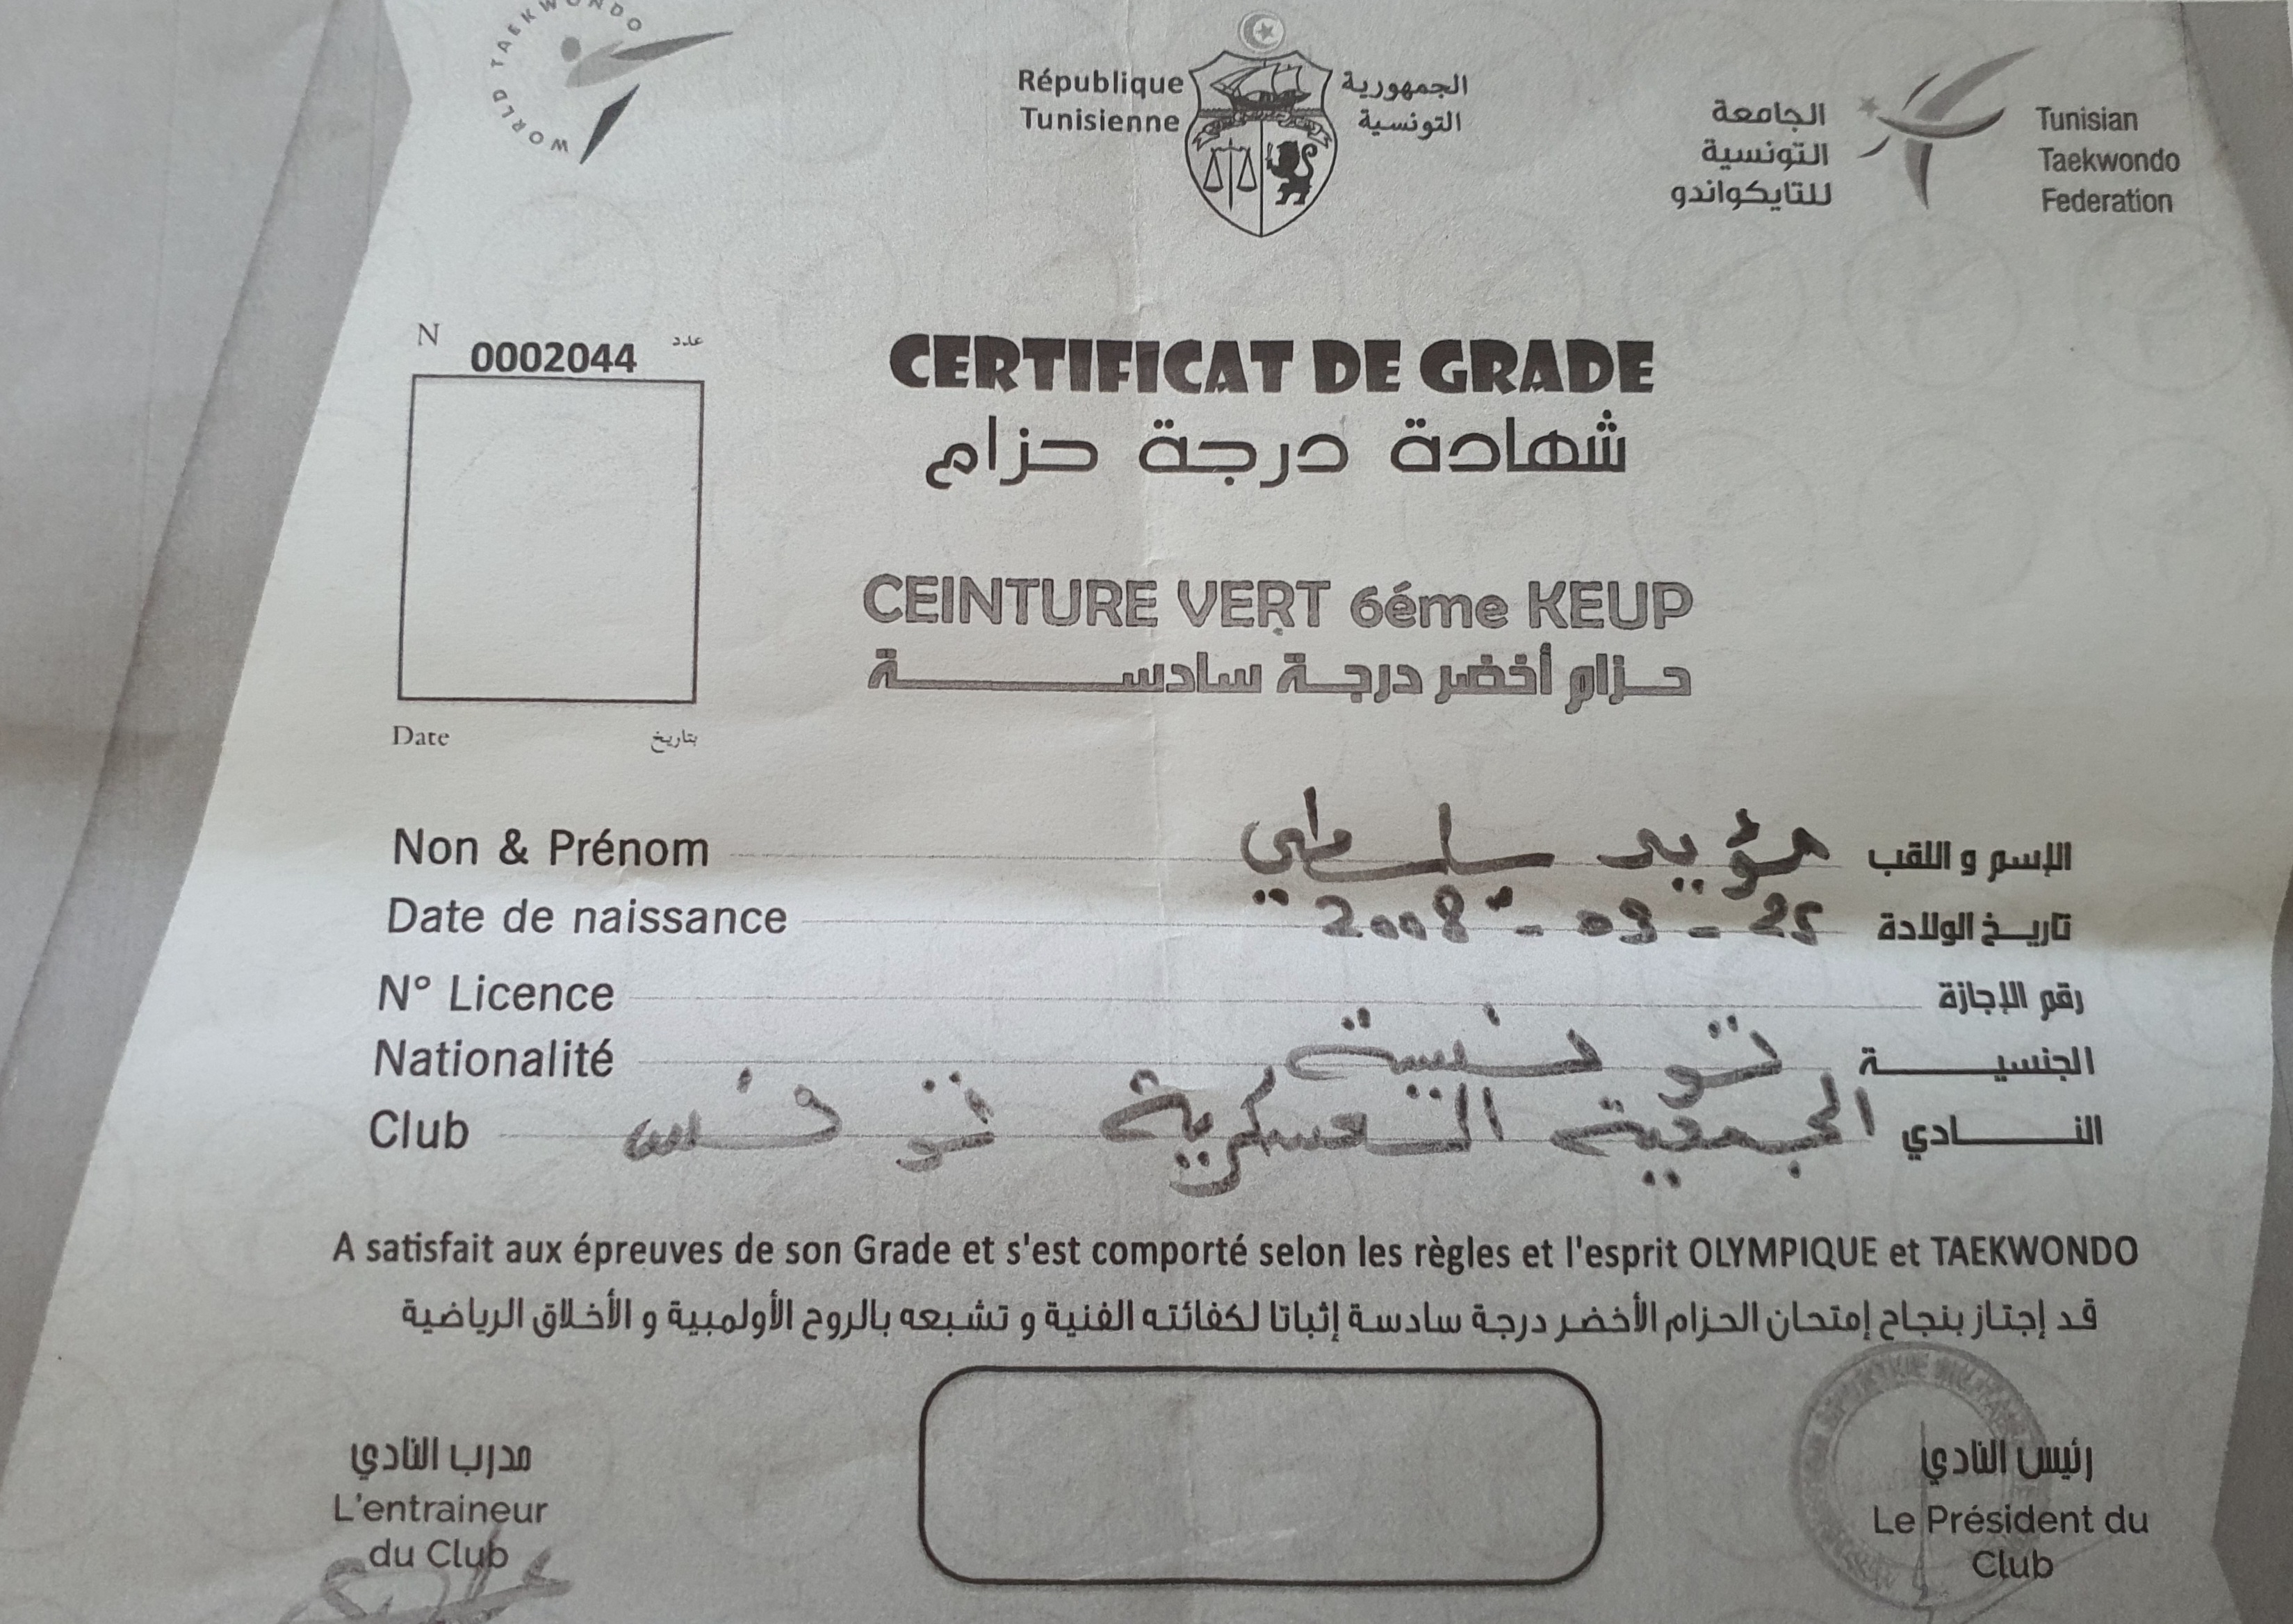 WORLD TAEKWONDO
République Tunisienne
الجمهورية التونسية
الجامعة التونسية للتايكواندو
Tunisian Taekwondo Federation
N 0002044 عدد
CERTIFICAT DE GRADE
شهادة درجة حزام
CEINTURE VERT 6éme KEUP
حزام أخضر درجة سادسة
Date بتاريخ
Non & Prénom مؤيد سلطي الإسم و اللقب
Date de naissance 25 - 03 - 2008 تاريخ الولادة
N° Licence رقم الإجازة
Nationalité تونسية الجنسية
Club الجمعية العسكرية تونس النادي
A satisfait aux épreuves de son Grade et s'est comporté selon les règles et l'esprit OLYMPIQUE et TAEKWONDO
قد إجتاز بنجاح إمتحان الحزام الأخضر درجة سادسة إثباتا لكفائته الفنية و تشبعه بالروح الأولمبية و الأخلاق الرياضية
مدرب النادي
L'entraineur
du Club
رئيس النادي
Le Président du
Club